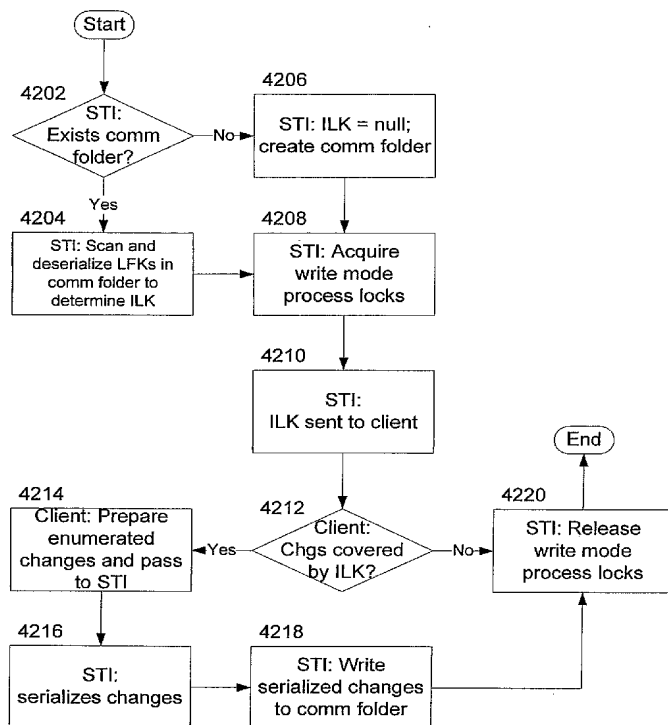 Start
4202
STI:
Exists comm
folder?
No
4206
STI: ILK = null;
create comm folder
Yes
4204
STI: Scan and
deserialize LFKs in
comm folder to
determine ILK
4208
STI: Acquire
write mode
process locks
4210
STI:
ILK sent to client
4212
Client:
Chgs covered
by ILK?
Yes
No
4214
Client: Prepare
enumerated
changes and pass
to STI
4216
STI:
serializes changes
4218
STI: Write
serialized changes
to comm folder
4220
STI: Release
write mode
process locks
End